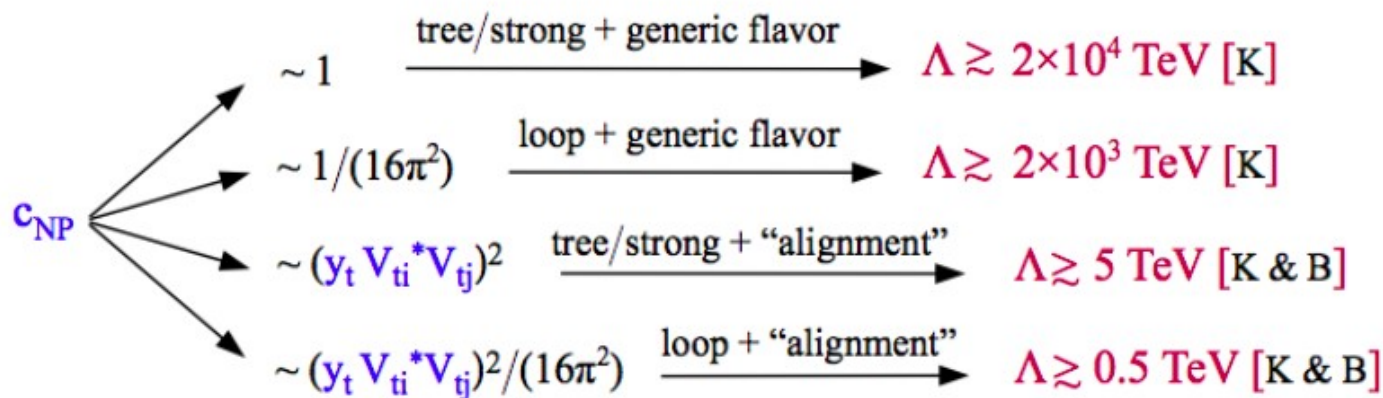 tree/strong + generic flavor
~ 1
Λ ≳ 2×10⁴ TeV [K]
loop + generic flavor
~ 1/(16π²)
Λ ≳ 2×10³ TeV [K]
c_NP
tree/strong + “alignment”
~ (y_t V_ti* V_tj)²
Λ ≳ 5 TeV [K & B]
loop + “alignment”
~ (y_t V_ti* V_tj)²/(16π²)
Λ ≳ 0.5 TeV [K & B]